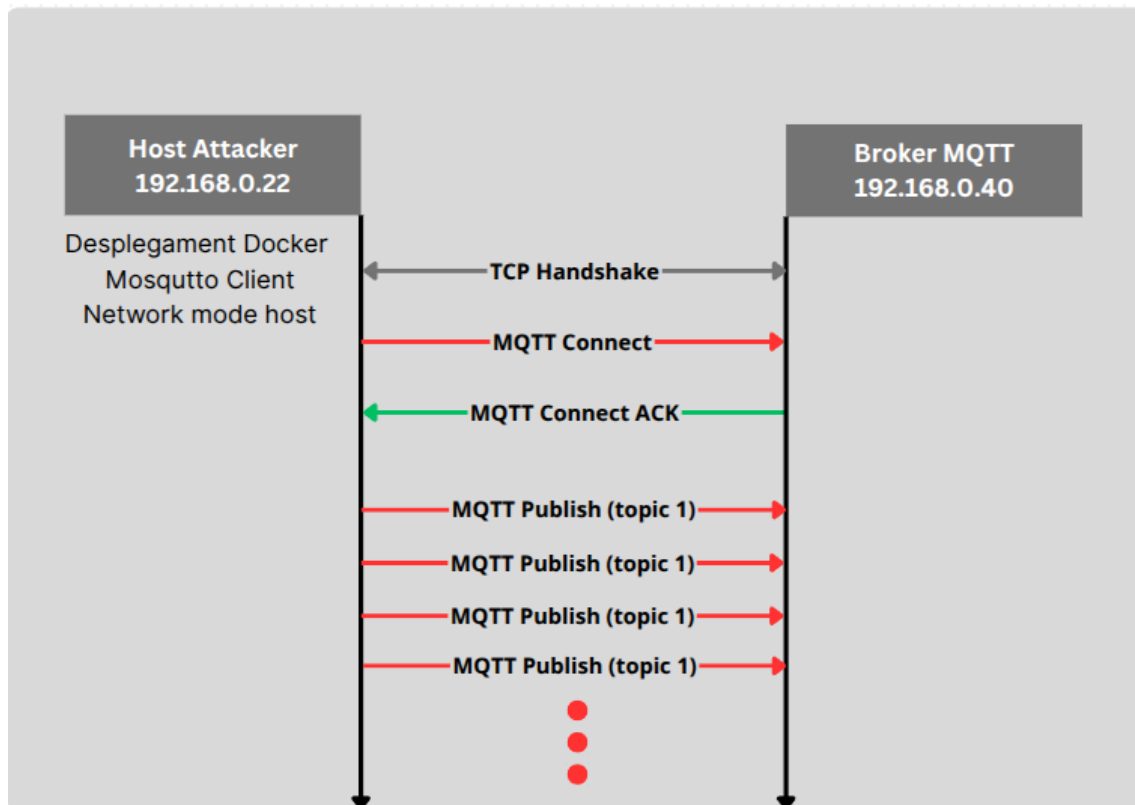 Host Attacker
192.168.0.22
Broker MQTT
192.168.0.40
Desplegament Docker
Mosqutto Client
Network mode host
TCP Handshake
MQTT Connect
MQTT Connect ACK
MQTT Publish (topic 1)
MQTT Publish (topic 1)
MQTT Publish (topic 1)
MQTT Publish (topic 1)